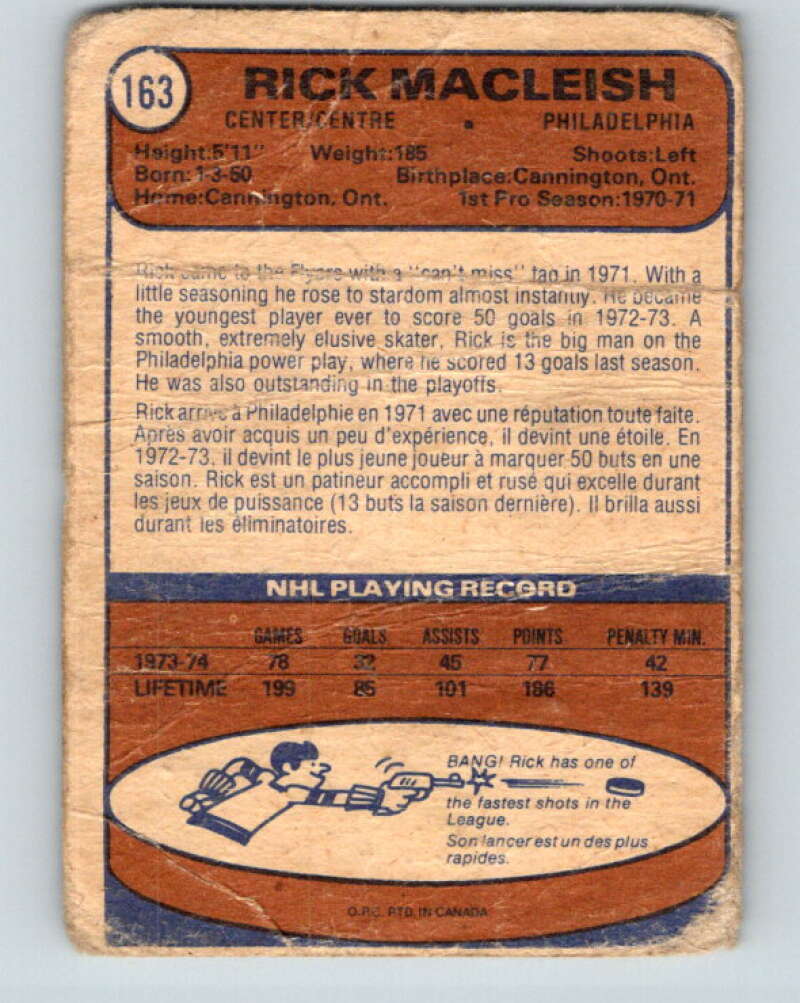 163
RICK MACLEISH
CENTER/CENTRE . PHILADELPHIA
Height:5'11" Weight:185 Shoots:Left
Born:1-3-50 Birthplace:Cannington, Ont.
Home:Cannington, Ont. 1st Pro Season:1970-71
Rick came to the Flyers with a "can't miss" tag in 1971. With a
little seasoning he rose to stardom almost instantly. He became
the youngest player ever to score 50 goals in 1972-73. A
smooth, extremely elusive skater, Rick is the big man on the
Philadelphia power play, where he scored 13 goals last season.
He was also outstanding in the playoffs.
Rick arrive à Philadelphie en 1971 avec une réputation toute faite.
Après avoir acquis un peu d'expérience, il devint une étoile. En
1972-73, il devint le plus jeune joueur à marquer 50 buts en une
saison. Rick est un patineur accompli et rusé qui excelle durant
les jeux de puissance (13 buts la saison dernière). Il brilla aussi
durant les éliminatoires.
NHL PLAYING RECORD
GAMES GOALS ASSISTS POINTS PENALTY MIN.
1973-74 78 32 45 77 42
LIFETIME 199 85 101 186 139
BANG! Rick has one of
the fastest shots in the
League.
Son lancer est un des plus
rapides.
O.P.C. PTD. IN CANADA